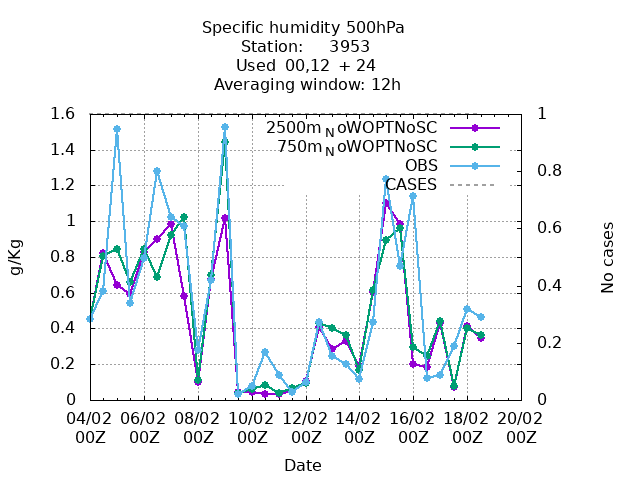 Specific humidity 500hPa
Station: 3953
Used 00,12 + 24
Averaging window: 12h
g/Kg
No cases
1.6
1.4
1.2
1
0.8
0.6
0.4
0.2
0
1
0.8
0.6
0.4
0.2
0
2500m_NoWOPTNoSC
750m_NoWOPTNoSC
OBS
CASES
04/02 06/02 08/02 10/02 12/02 14/02 16/02 18/02 20/02
00Z 00Z 00Z 00Z 00Z 00Z 00Z 00Z 00Z
Date